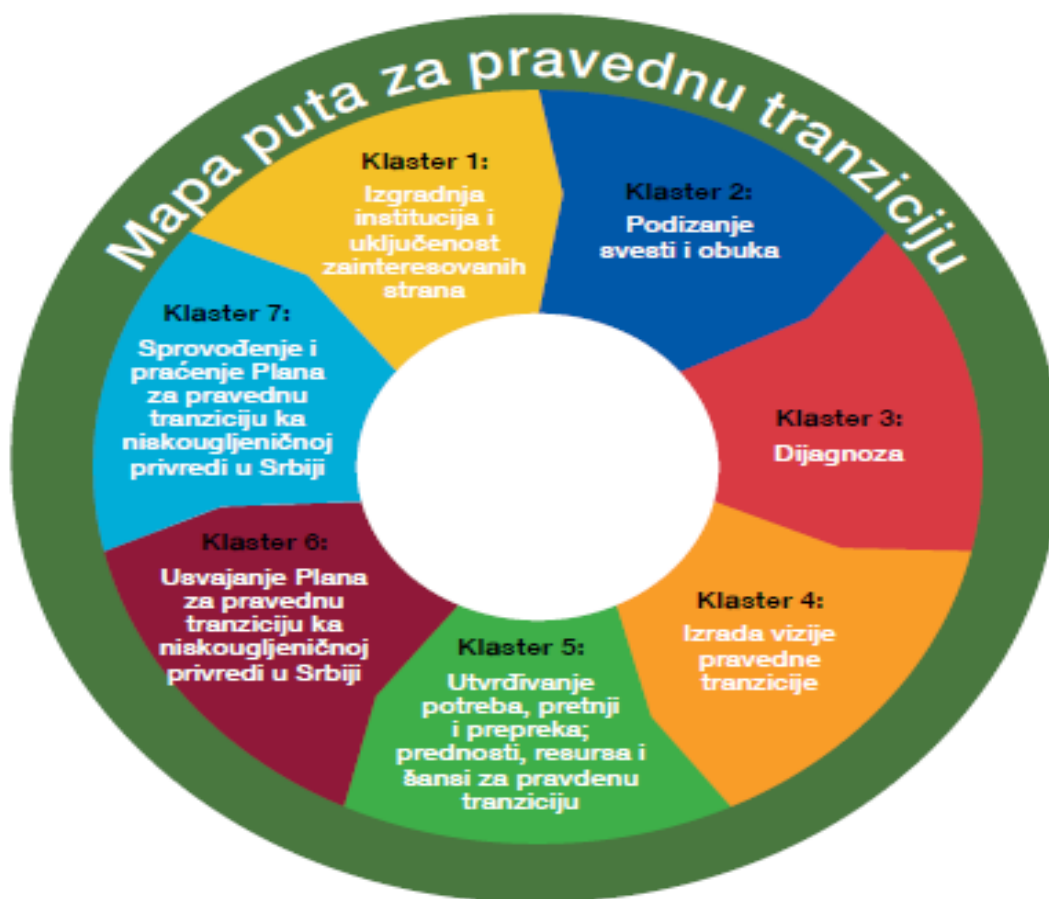 Mapa puta za pravednu tranziciju
Klaster 1:
Izgradnja
institucija i
uključenost
zainteresovanih
strana
Klaster 2:
Podizanje
svesti i obuka
Klaster 3:
Dijagnoza
Klaster 4:
Izrada vizije
pravedne
tranzicije
Klaster 5:
Utvrđivanje
potreba, pretnji
i prepreka;
prednosti, resursa i
šansi za pravdenu
tranziciju
Klaster 6:
Usvajanje Plana
za pravednu
tranziciju ka
niskougljeničnoj
privredi u Srbiji
Klaster 7:
Sprovođenje i
praćenje Plana
za pravednu
tranziciju ka
niskougljeničnoj
privredi u Srbiji